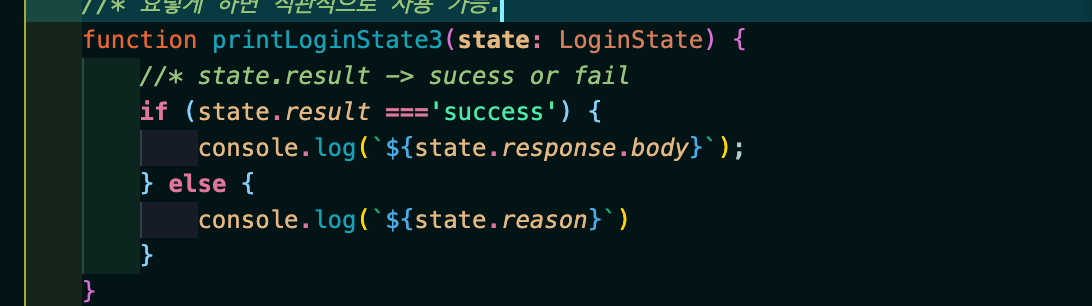 //* 요렇게 하면 직관적으로 사용 가능.
function printLoginState3(state: LoginState) {
//* state.result -> sucess or fail
if (state.result ==='success') {
console.log(`${state.response.body}`);
} else {
console.log(`${state.reason}`)
}
}